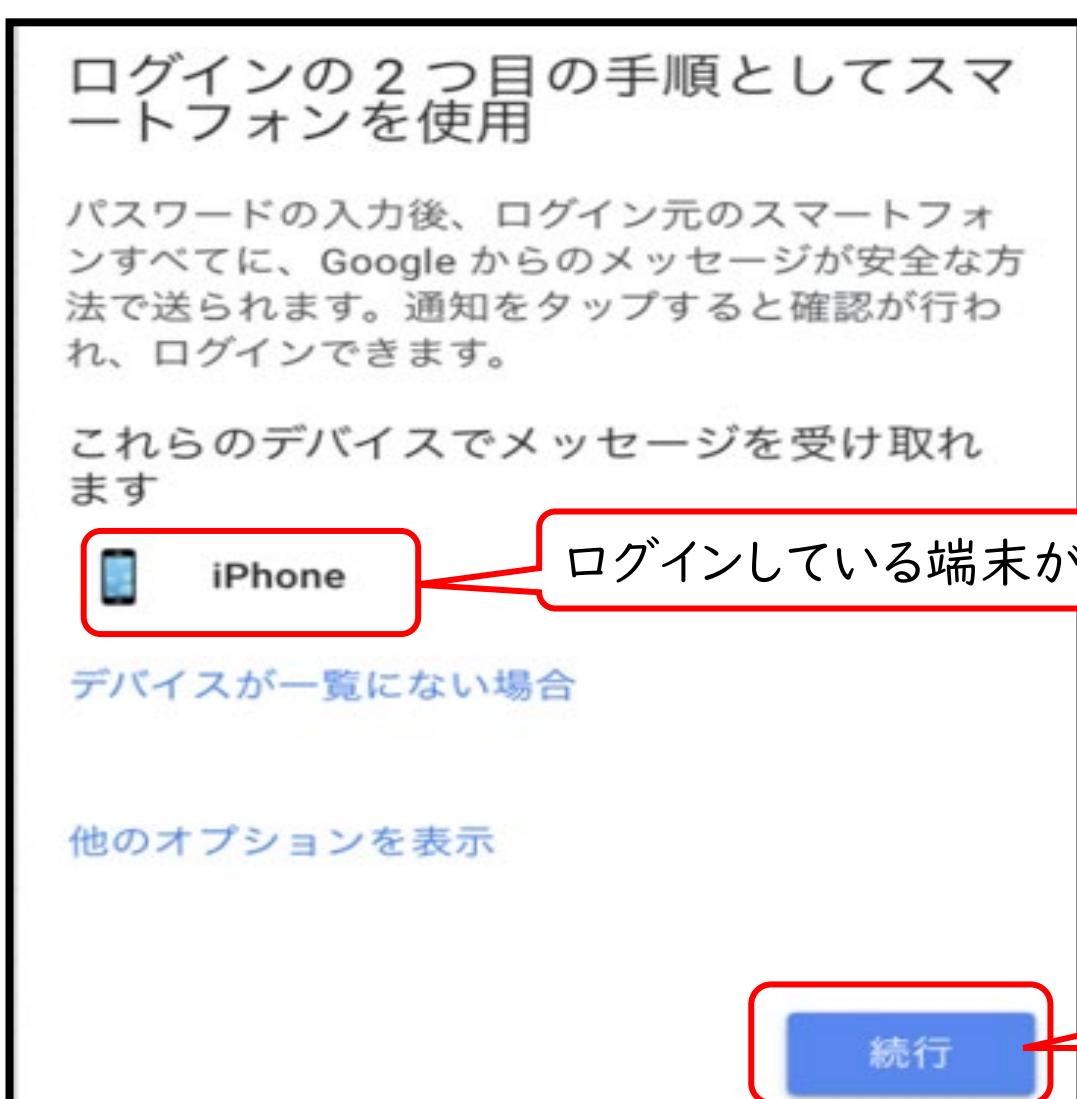 ログインの 2 つ目の手順としてスマ
ートフォンを使用
パスワードの入力後、ログイン元のスマートフォ
ンすべてに、Google からのメッセージが安全な方
法で送られます。通知をタップすると確認が行わ
れ、ログインできます。
これらのデバイスでメッセージを受け取れ
ます
iPhone
ログインしている端末が
デバイスが一覧にない場合
他のオプションを表示
続行